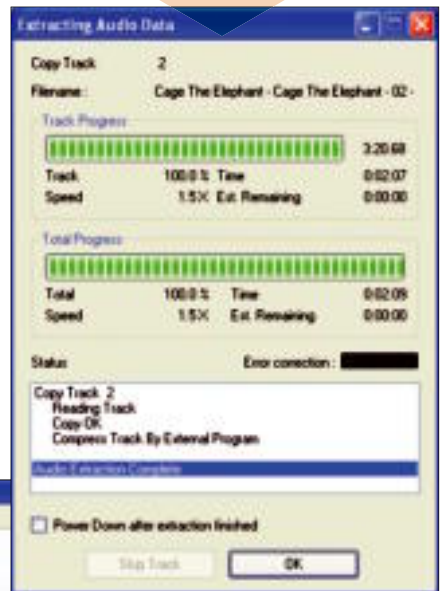 Extracting Audio Data
Copy Track 2
Filename : Cage The Elephant - Cage The Elephant - 02 -
Track Progress
3:20.68
Track 100.0 % Time 0:02:07
Speed 1.5 X Est. Remaining 0:00:00
Total Progress
Total 100.0 % Time 0:02:09
Speed 1.5 X Est. Remaining 0:00:00
Status Error correction :
Copy Track 2
Reading Track
Copy OK
Compress Track By External Program
Audio Extraction Complete
Power Down after extraction finished
Skip Track OK